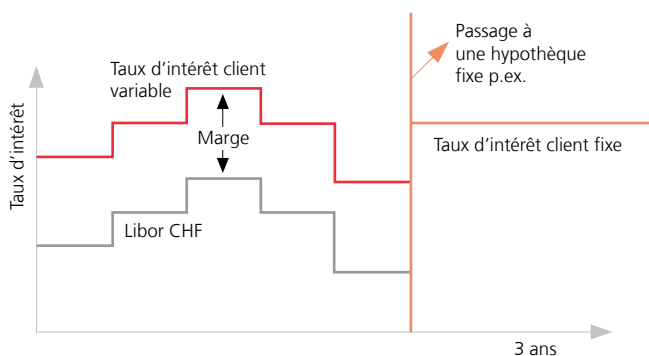 Passage à
une hypothèque
fixe p.ex.
Taux d’intérêt client
variable
Taux d’intérêt
Marge
Taux d’intérêt client fixe
Libor CHF
3 ans